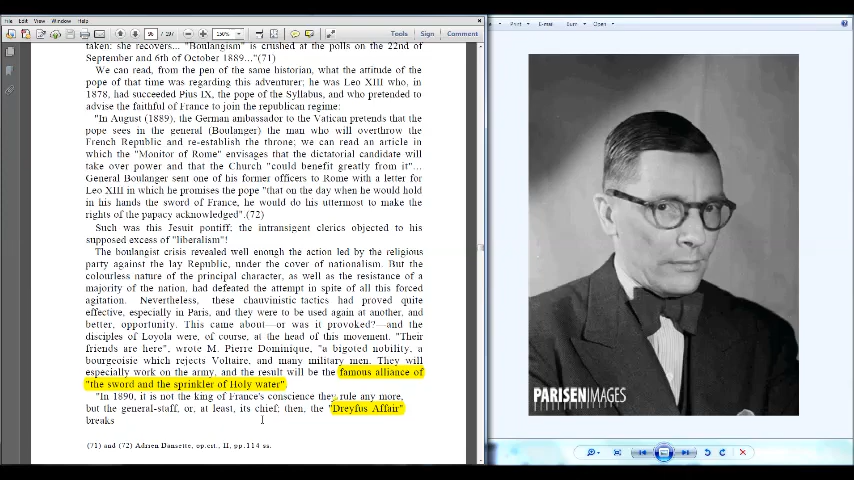 File Edit View Window Help
96 / 197
150%
Tools Sign Comment
Print E-mail Burn Open
taken: she recovers... "Boulangism" is crushed at the polls on the 22nd of
September and 6th of October 1889..."(71)
We can read, from the pen of the same historian, what the attitude of the
pope of that time was regarding this adventurer; he was Leo XIII who, in
1878, had succeeded Pius IX, the pope of the Syllabus, and who pretended to
advise the faithful of France to join the republican regime:
"In August (1889), the German ambassador to the Vatican pretends that the
pope sees in the general (Boulanger) the man who will overthrow the
French Republic and re-establish the throne; we can read an article in
which the "Monitor of Rome" envisages that the dictatorial candidate will
take over power and that the Church "could benefit greatly from it"...
General Boulanger sent one of his former officers to Rome with a letter for
Leo XIII in which he promises the pope "that on the day when he would hold
in his hands the sword of France, he would do his uttermost to make the
rights of the papacy acknowledged".(72)
Such was this Jesuit pontiff; the intransigent clerics objected to his
supposed excess of "liberalism"!
The boulangist crisis revealed well enough the action led by the religious
party against the lay Republic, under the cover of nationalism. But the
colourless nature of the principal character, as well as the resistance of a
majority of the nation, had defeated the attempt in spite of all this forced
agitation. Nevertheless, these chauvinistic tactics had proved quite
effective, especially in Paris, and they were to be used again at another, and
better, opportunity. This came about—or was it provoked?—and the
disciples of Loyola were, of course, at the head of this movement. "Their
friends are here", wrote M. Pierre Dominique, "a bigoted nobility, a
bourgeoisie which rejects Voltaire, and many military men. They will
especially work on the army, and the result will be the famous alliance of
"the sword and the sprinkler of Holy water".
"In 1890, it is not the king of France's conscience they rule any more,
but the general-staff, or, at least, its chief; then, the "Dreyfus Affair"
breaks
(71) and (72) Adrien Dansette, op.cit., II, pp.114 ss.
PARISENIMAGES